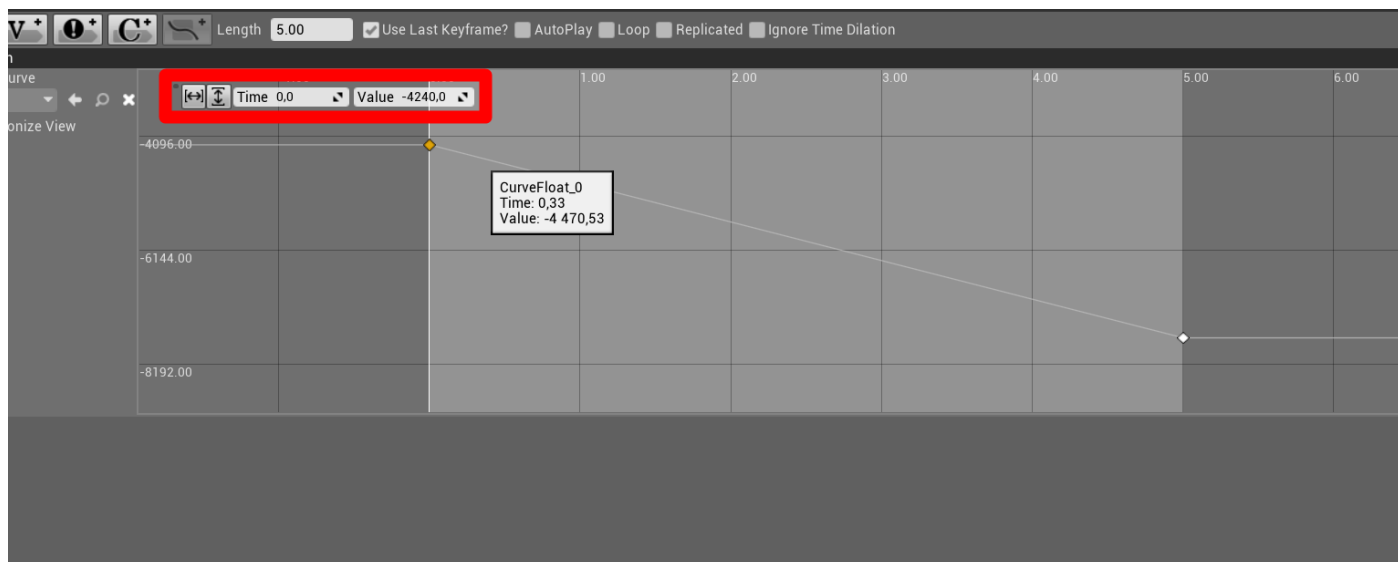 V+ !+ C+ + Length 5.00 Use Last Keyframe? AutoPlay Loop Replicated Ignore Time Dilation
n
urve
1.00 2.00 3.00 4.00 5.00 6.00
Time 0,0 Value -4240,0
onize View
-4096.00
CurveFloat_0
Time: 0,33
Value: -4 470,53
-6144.00
-8192.00